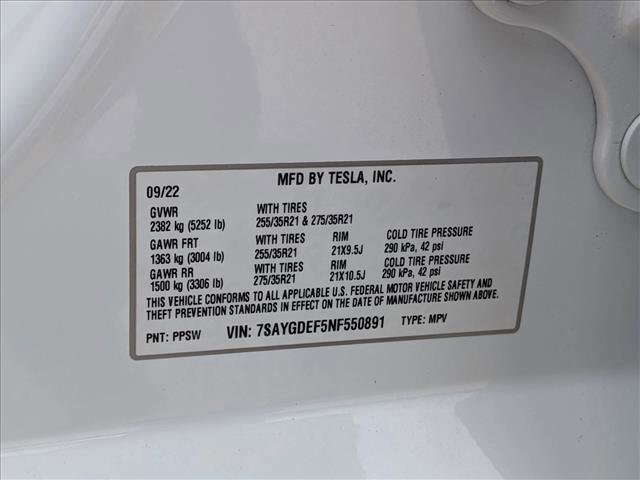 MFD BY TESLA, INC.
09/22
GVWR WITH TIRES
2382 kg (5252 lb) 255/35R21 & 275/35R21
GAWR FRT WITH TIRES RIM COLD TIRE PRESSURE
1363 kg (3004 lb) 255/35R21 21X9.5J 290 kPa, 42 psi
GAWR RR WITH TIRES RIM COLD TIRE PRESSURE
1500 kg (3306 lb) 275/35R21 21X10.5J 290 kPa, 42 psi
THIS VEHICLE CONFORMS TO ALL APPLICABLE U.S. FEDERAL MOTOR VEHICLE SAFETY AND
THEFT PREVENTION STANDARDS IN EFFECT ON THE DATE OF MANUFACTURE SHOWN ABOVE.
PNT: PPSW VIN: 7SAYGDEF5NF550891 TYPE: MPV